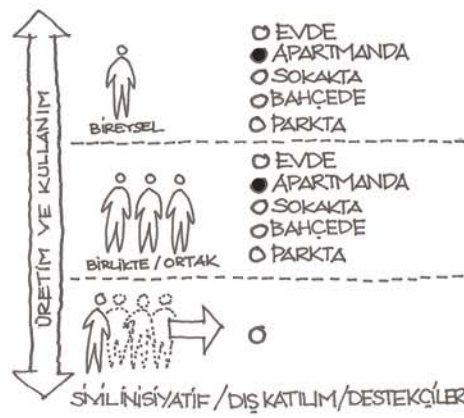 ÜRETİM VE KULLANIM
BİREYSEL
EVDE
APARTMANDA
SOKAKTA
BAHÇEDE
PARKTA
BİRLİKTE / ORTAK
EVDE
APARTMANDA
SOKAKTA
BAHÇEDE
PARKTA
SİVİL İNİSİYATİF / DIŞ KATILIM / DESTEKÇİLER